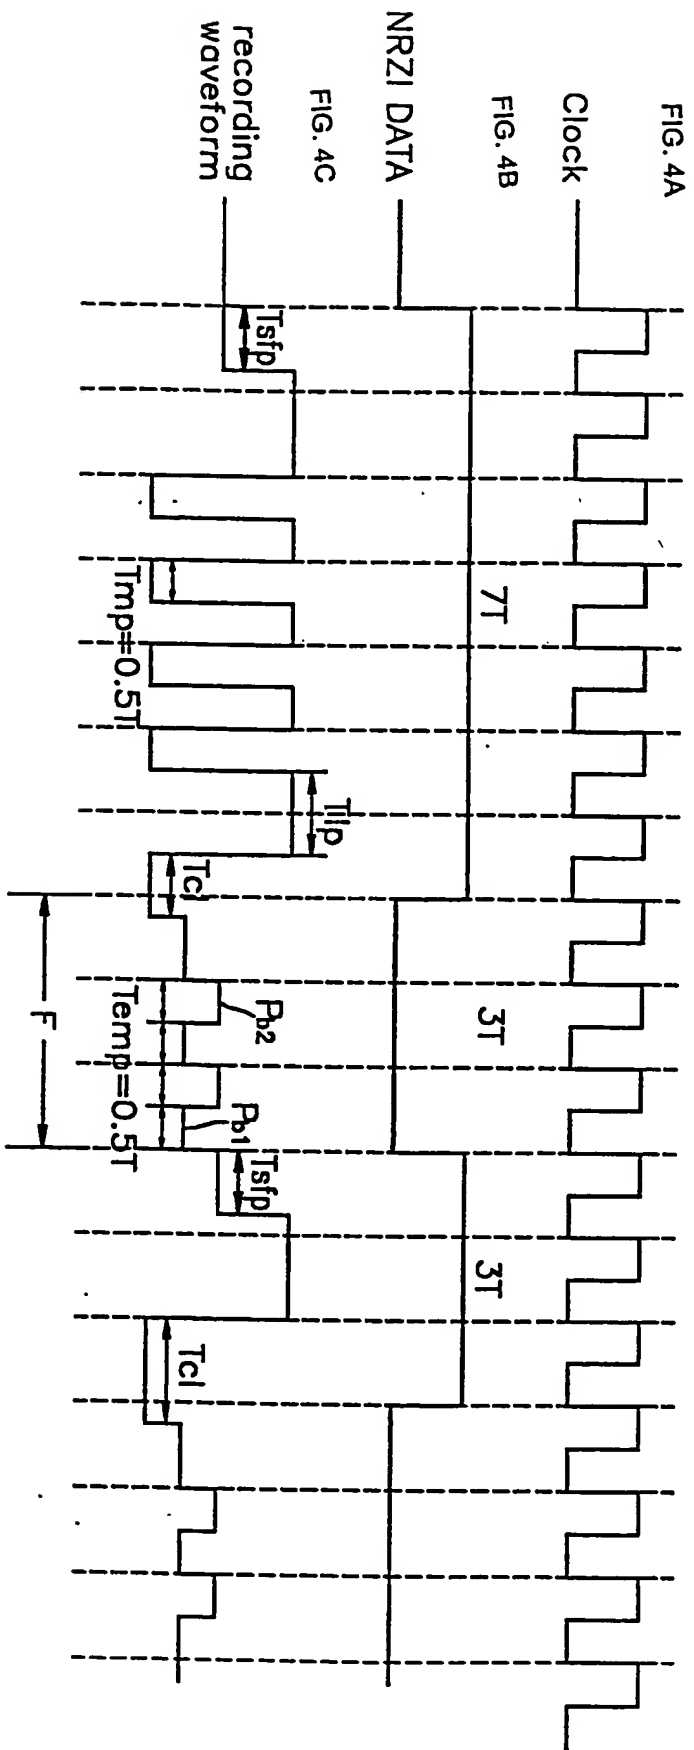 FIG. 4A
Clock
FIG. 4B
NRZI DATA
7T
3T
3T
FIG. 4C
recording
waveform
Tsfp
Tmp=0.5T
Tlp
Tcl
Pb2
Pb1
Temp=0.5T
Tsfp
Tcl
F